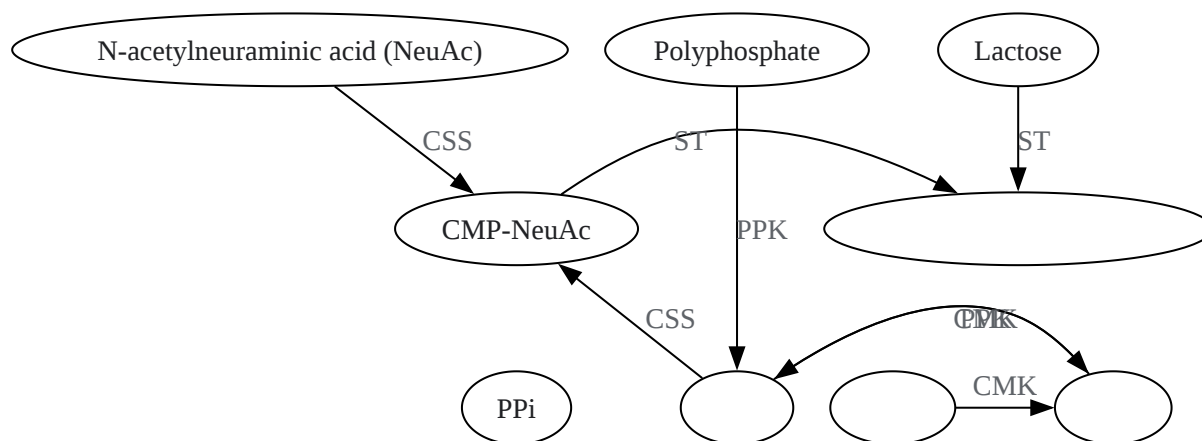 N-acetylneuraminic acid (NeuAc)
Polyphosphate
Lactose
CSS
ST
ST
CMP-NeuAc
PPK
CSS
CMK
PPi